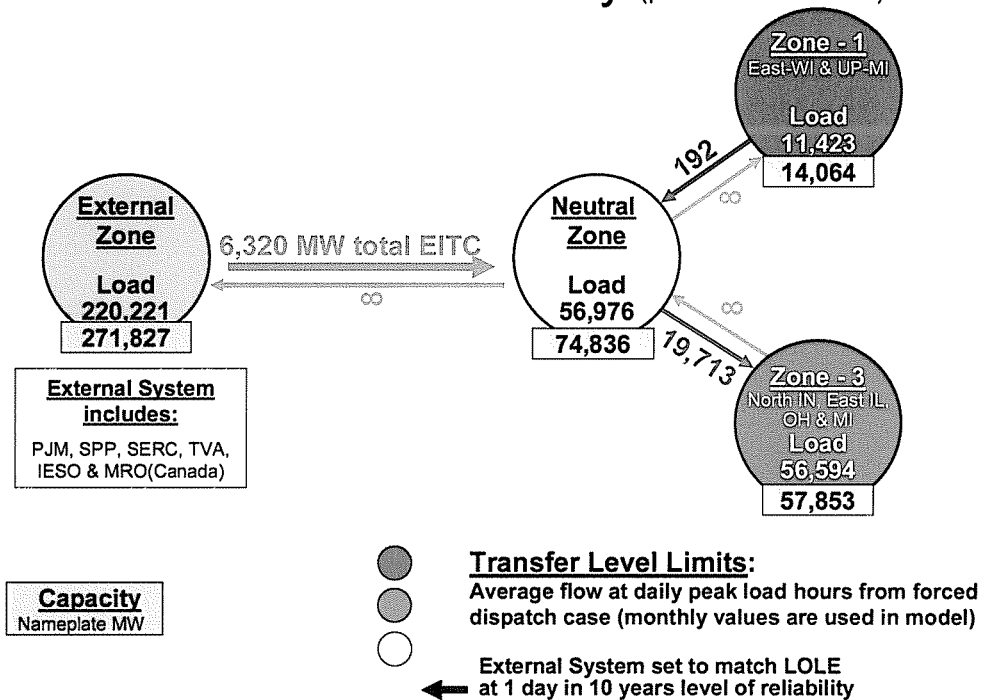 Zone - 1
East-WI & UP-MI
Load
11,423
14,064
192
∞
External
Zone
Load
220,221
271,827
6,320 MW total EITC
∞
Neutral
Zone
Load
56,976
74,836
∞
19,713
Zone - 3
North IN, East IL,
OH & MI
Load
56,594
57,853
External System
includes:
PJM, SPP, SERC, TVA,
IESO & MRO(Canada)
Capacity
Nameplate MW
Transfer Level Limits:
Average flow at daily peak load hours from forced
dispatch case (monthly values are used in model)
External System set to match LOLE
at 1 day in 10 years level of reliability